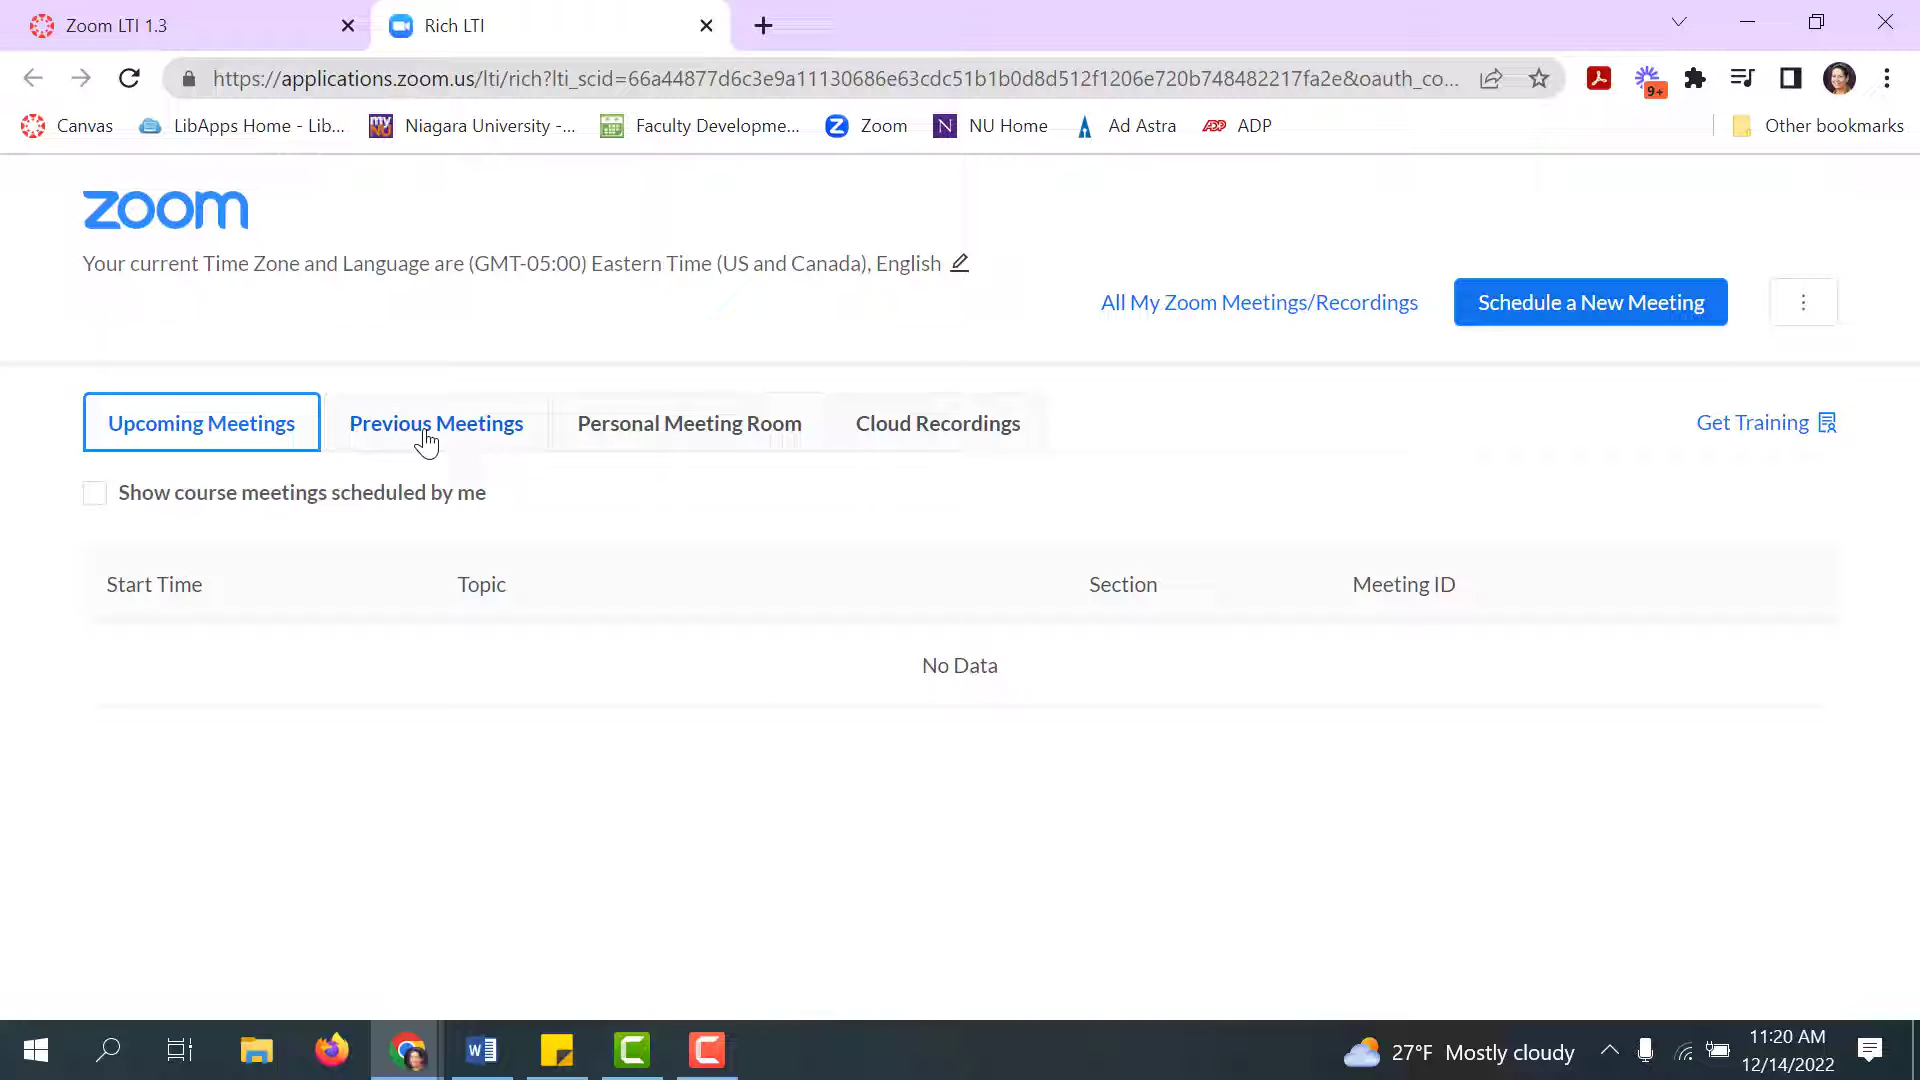 Zoom LTI 1.3
Rich LTI
https://applications.zoom.us/lti/rich?lti_scid=66a44877d6c3e9a11130686e63cdc51b1b0d8d512f1206e720b748482217fa2e&oauth_co...
9+
Canvas
LibApps Home - Lib...
Niagara University -...
Faculty Developme...
Zoom
NU Home
Ad Astra
ADP
Other bookmarks
zoom
Your current Time Zone and Language are (GMT-05:00) Eastern Time (US and Canada), English
All My Zoom Meetings/Recordings
Schedule a New Meeting
Upcoming Meetings
Previous Meetings
Personal Meeting Room
Cloud Recordings
Get Training
Show course meetings scheduled by me
Start Time
Topic
Section
Meeting ID
No Data
27°F Mostly cloudy
11:20 AM
12/14/2022